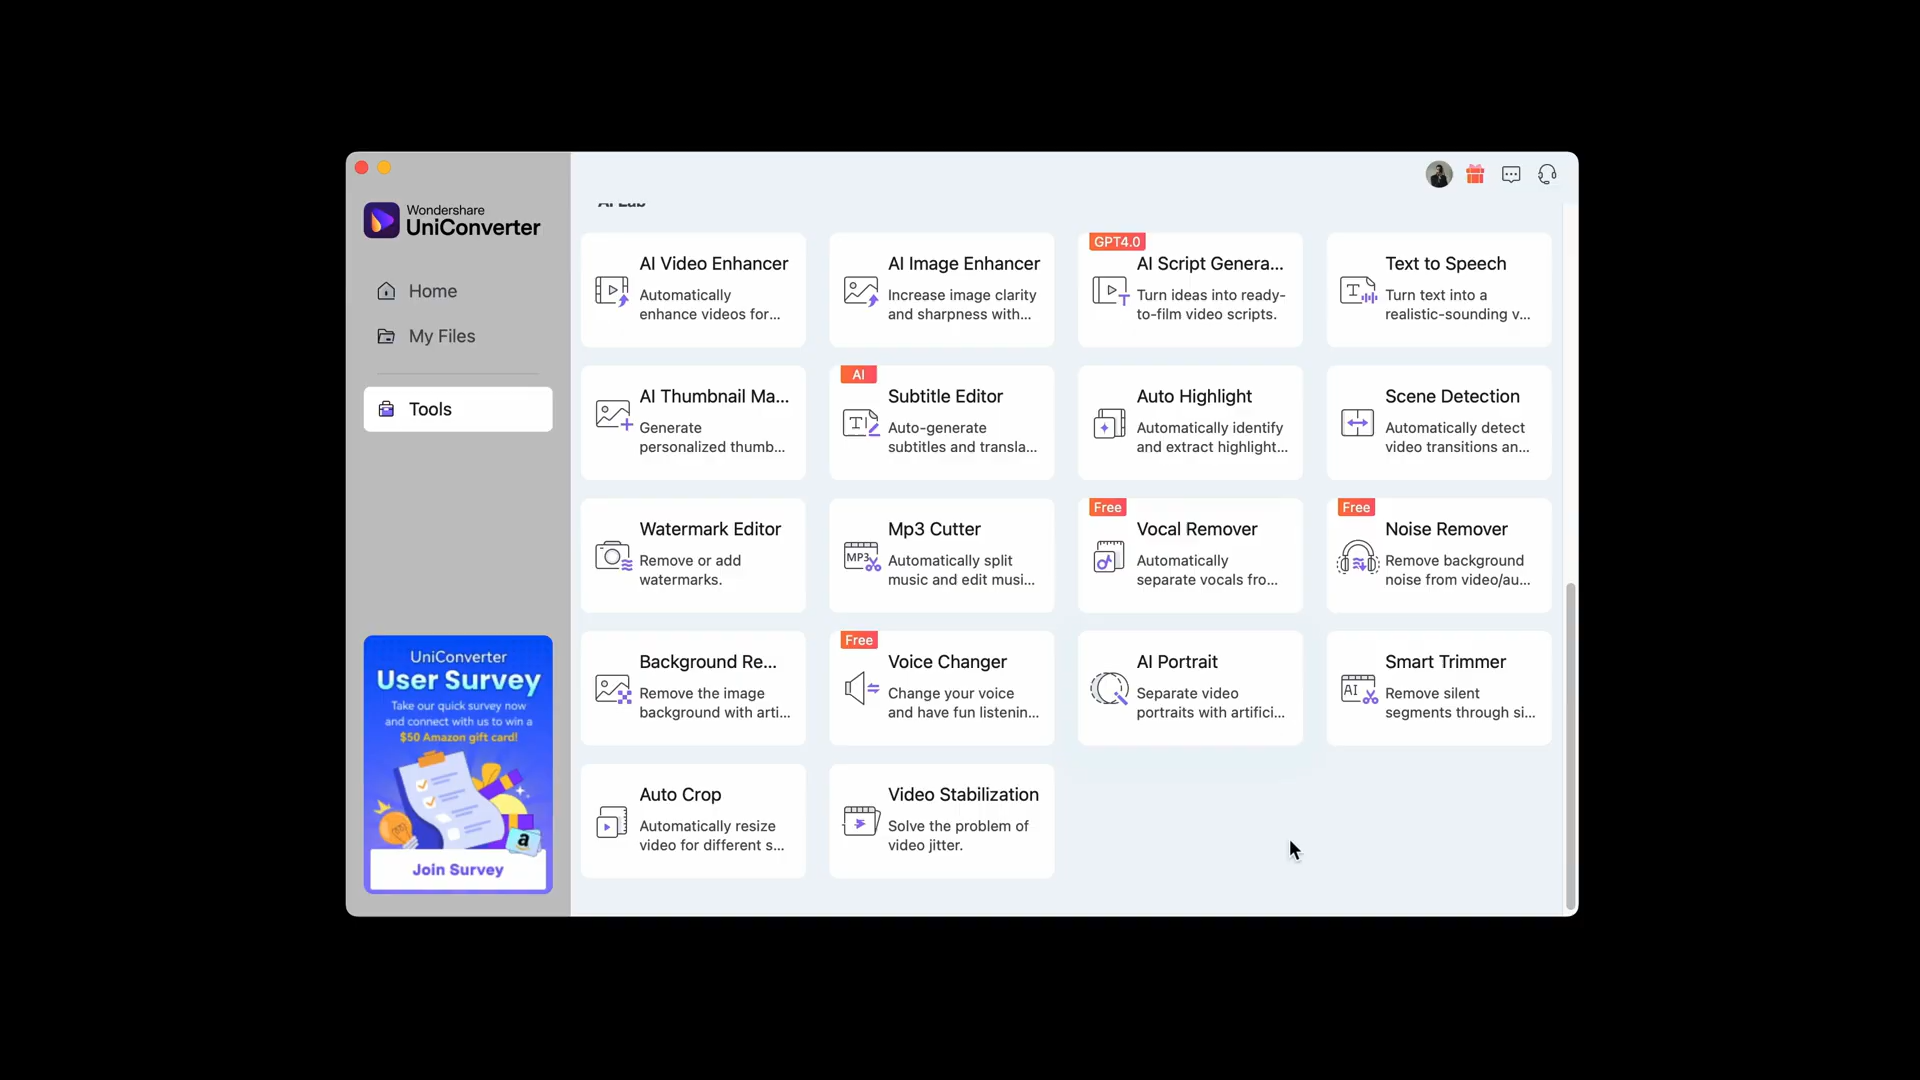 Wondershare
UniConverter
Home
My Files
Tools
UniConverter
User Survey
Take our quick survey now
and connect with us to win a
$50 Amazon gift card!
a
Join Survey
AI Lab
AI Video Enhancer
Automatically
enhance videos for...
AI Image Enhancer
Increase image clarity
and sharpness with...
GPT4.0
AI Script Genera...
Turn ideas into ready-
to-film video scripts.
Text to Speech
T
Turn text into a
realistic-sounding v...
AI Thumbnail Ma...
Generate
personalized thumb...
AI
Subtitle Editor
Auto-generate
subtitles and transla...
Auto Highlight
Automatically identify
and extract highlight...
Scene Detection
Automatically detect
video transitions an...
Watermark Editor
Remove or add
watermarks.
Mp3 Cutter
MP3
Automatically split
music and edit musi...
Free
Vocal Remover
Automatically
separate vocals fro...
Free
Noise Remover
Remove background
noise from video/au...
Background Re...
Remove the image
background with arti...
Free
Voice Changer
Change your voice
and have fun listenin...
AI Portrait
Separate video
portraits with artifici...
Smart Trimmer
AI
Remove silent
segments through si...
Auto Crop
Automatically resize
video for different s...
Video Stabilization
Solve the problem of
video jitter.